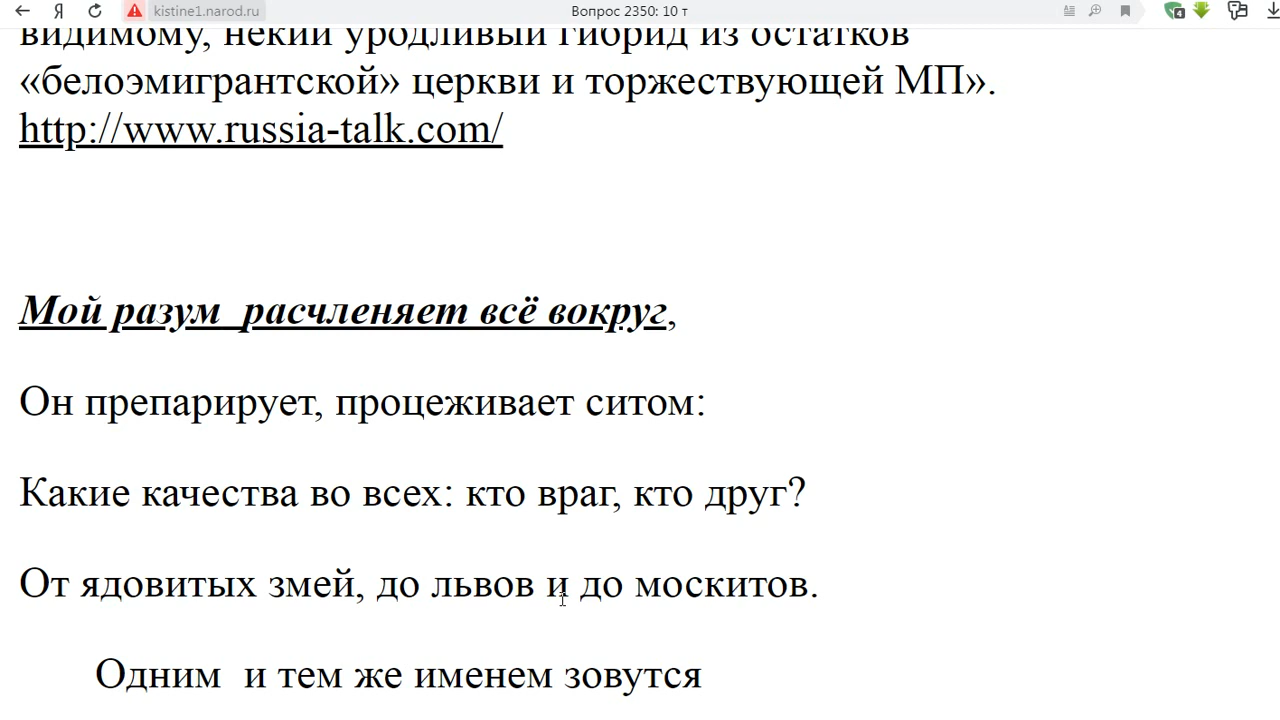 kistine1.narod.ru
Вопрос 2350: 10 т
видимому, некий уродливый гибрид из остатков
«белоэмигрантской» церкви и торжествующей МП».
http://www.russia-talk.com/
Мой разум расчленяет всё вокруг,
Он препарирует, процеживает ситом:
Какие качества во всех: кто враг, кто друг?
От ядовитых змей, до львов и до москитов.
Одним и тем же именем зовутся